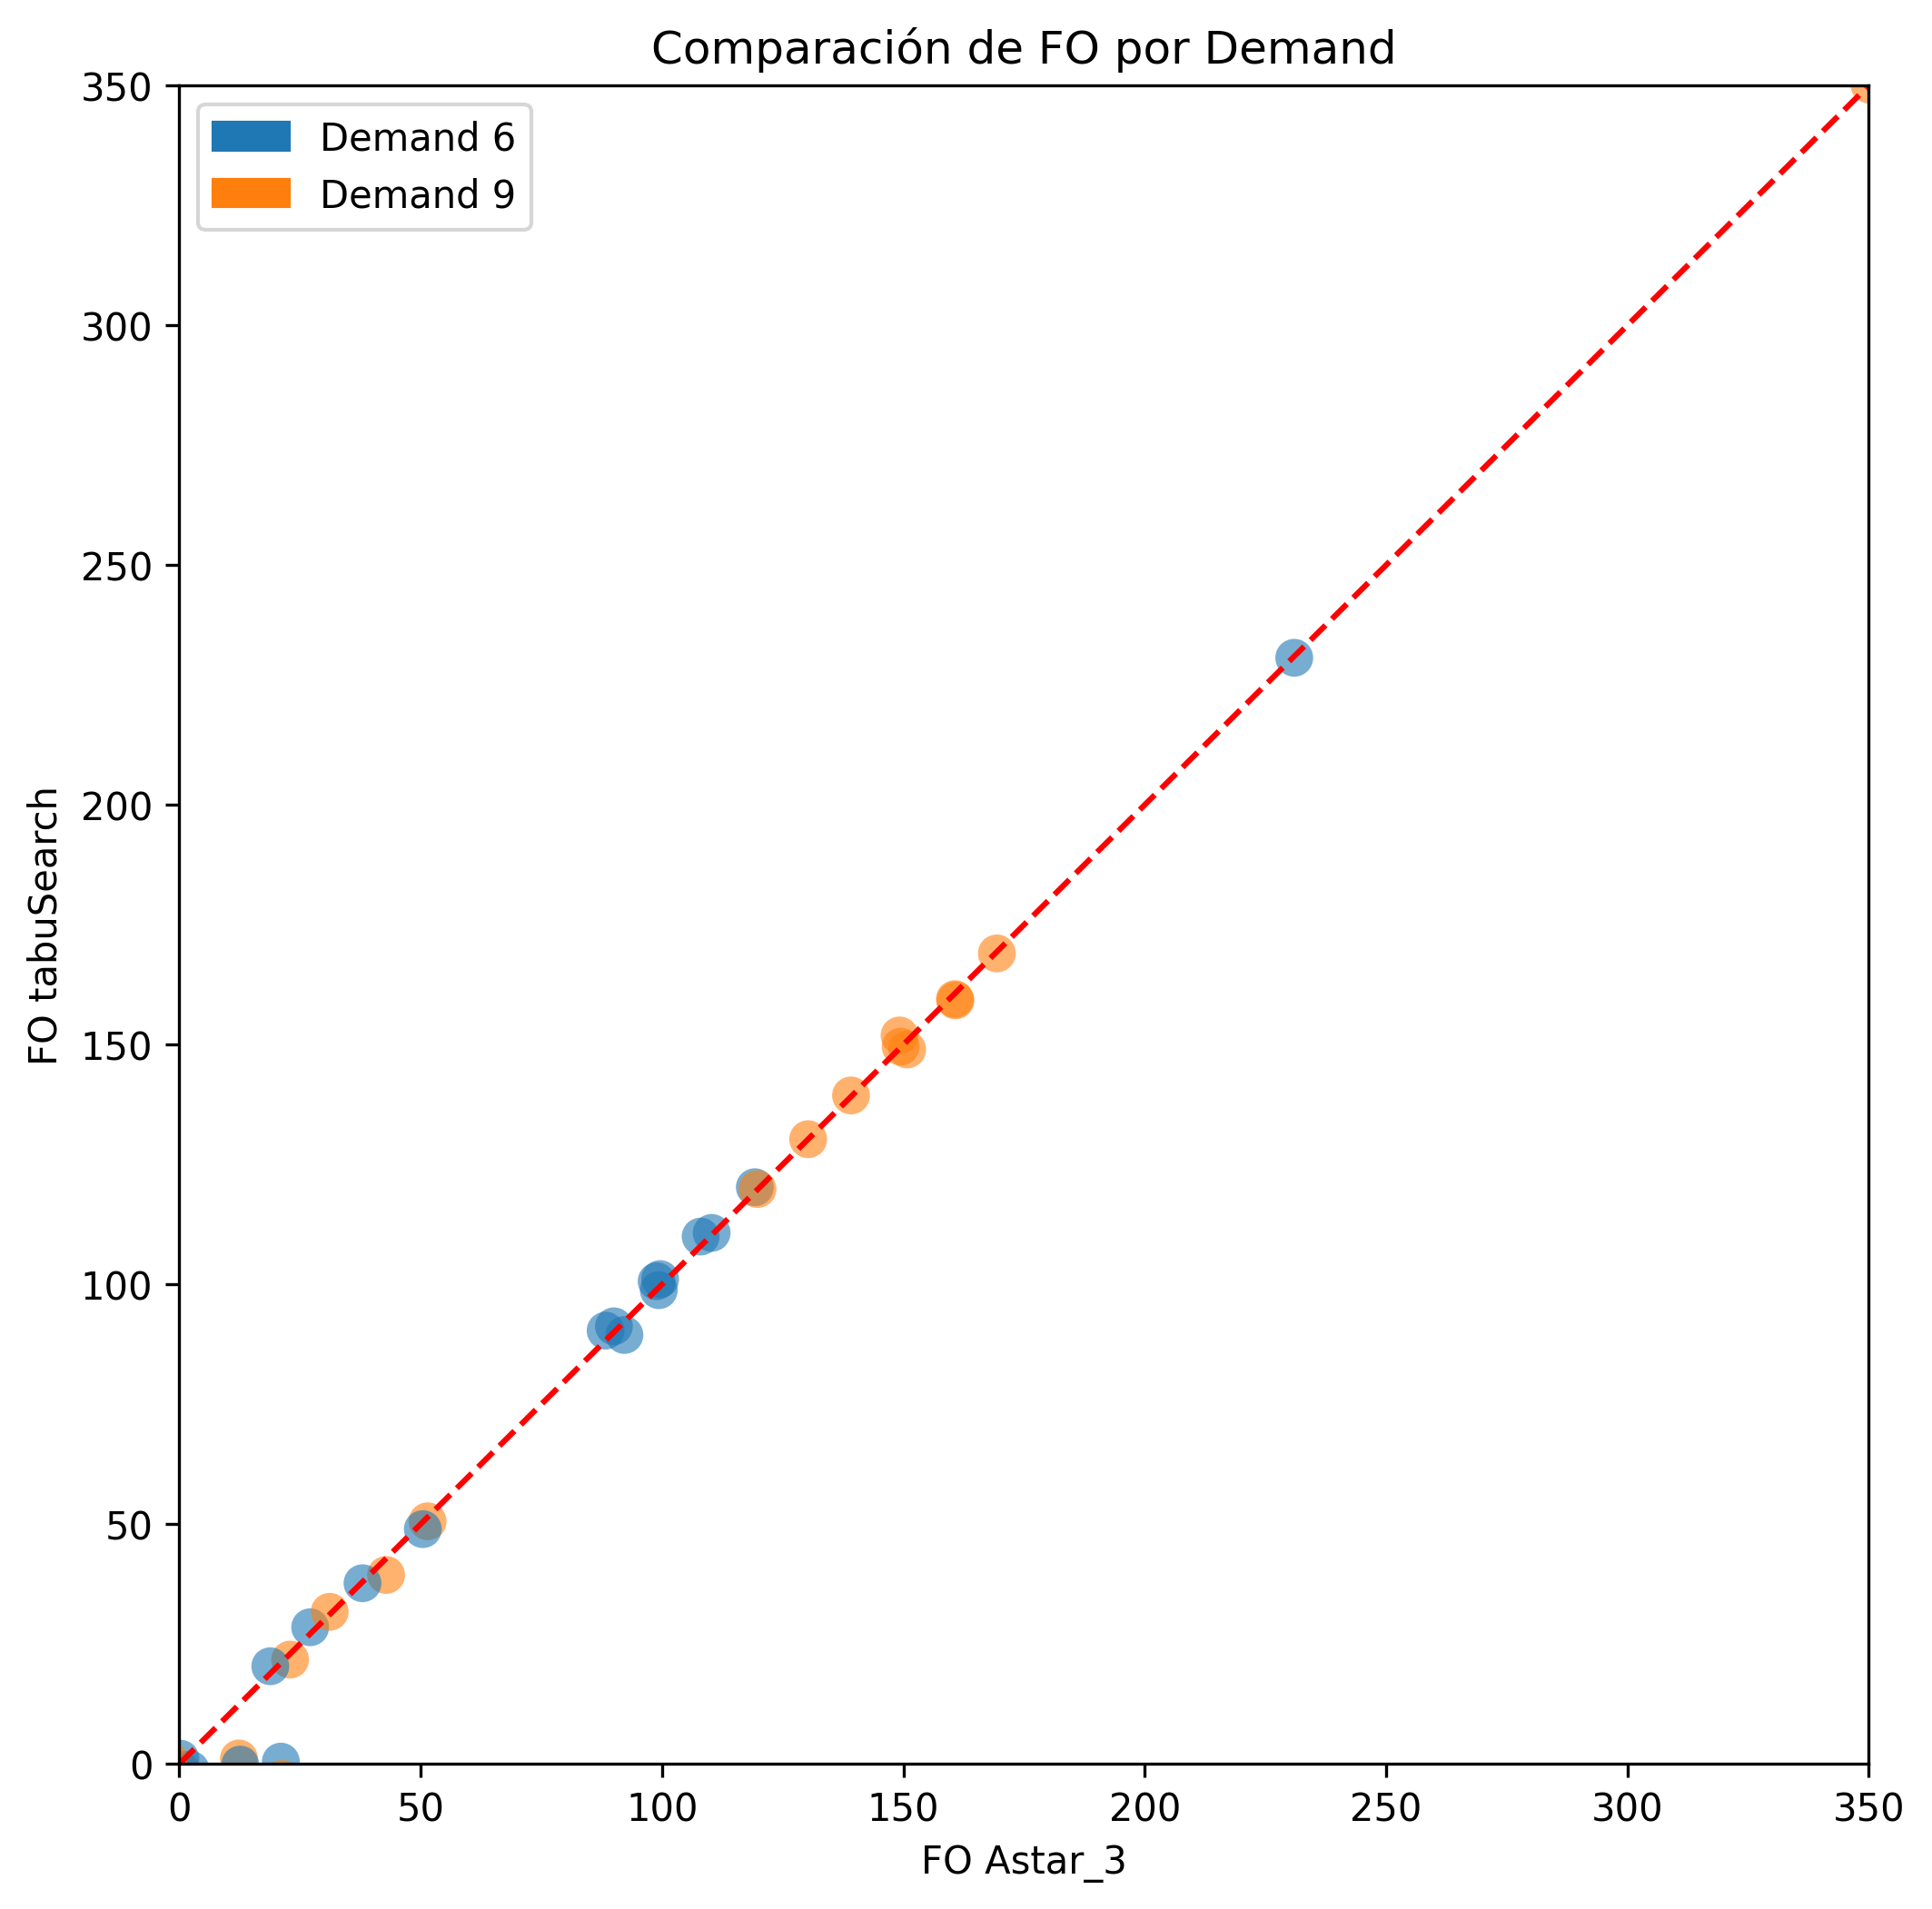 Comparación de FO por Demand
Demand 6
Demand 9
350
300
250
200
150
100
50
0
FO tabuSearch
0 50 100 150 200 250 300 350
FO Astar_3